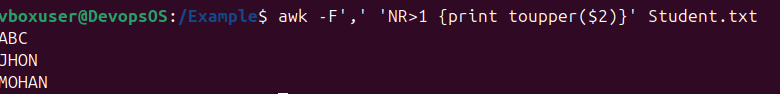 vboxuser@DevopsOS:/Example$ awk -F',' 'NR>1 {print toupper($2)}' Student.txt
ABC
JHON
MOHAN